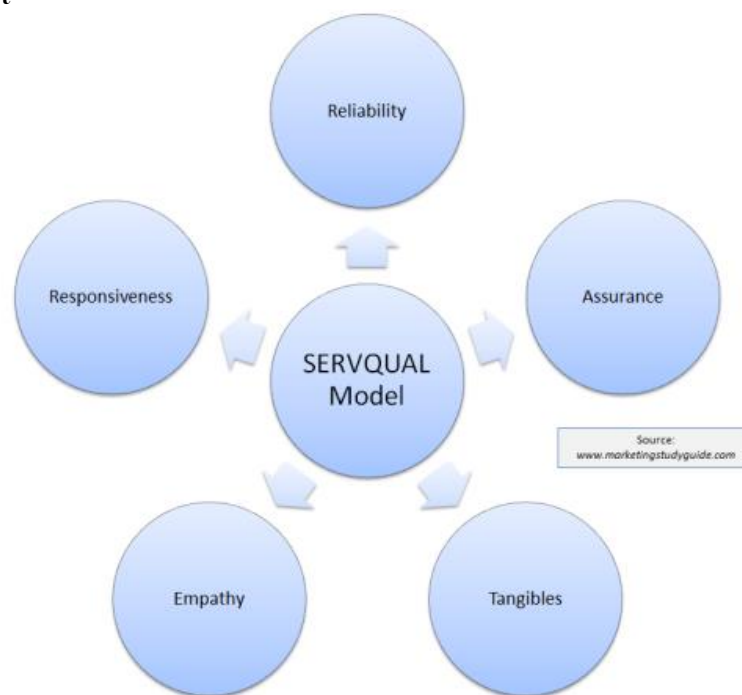 Reliability
Responsiveness
Assurance
SERVQUAL
Model
Source:
www.marketingstudyguide.com
Empathy
Tangibles